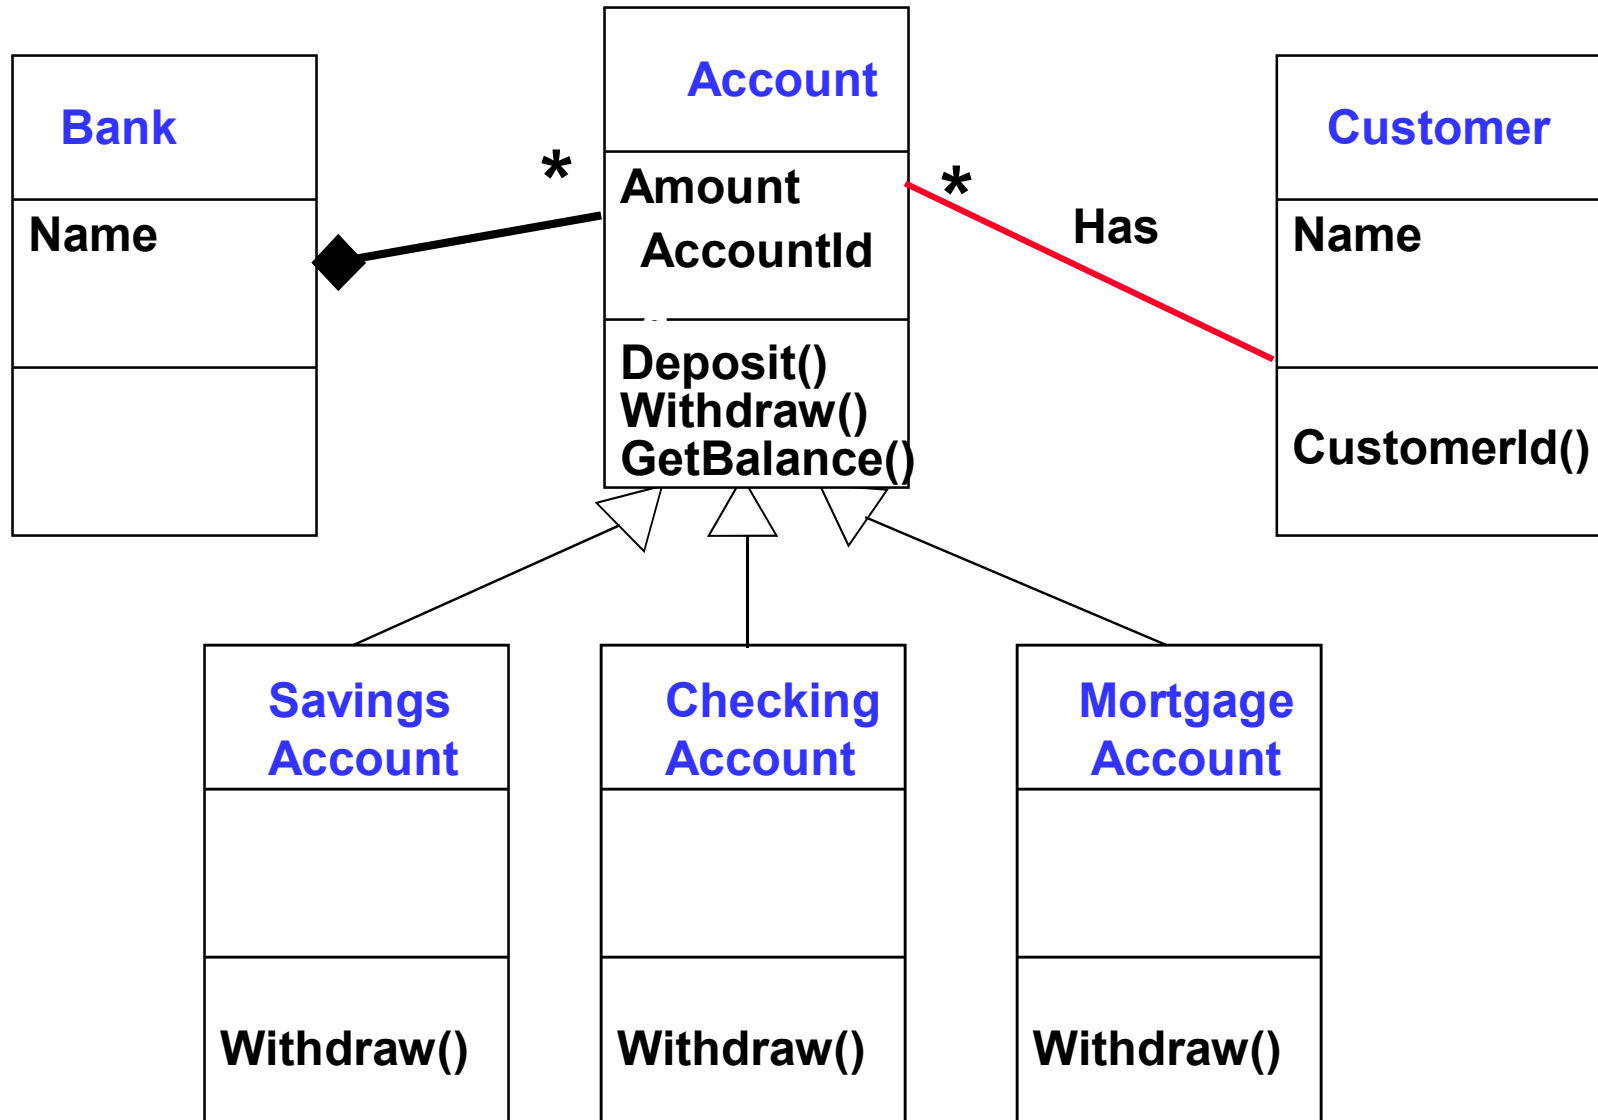 Bank
Name
*
Account
Amount
AccountId
Deposit()
Withdraw()
GetBalance()
*
Has
Customer
Name
CustomerId()
Savings
Account
Withdraw()
Checking
Account
Withdraw()
Mortgage
Account
Withdraw()